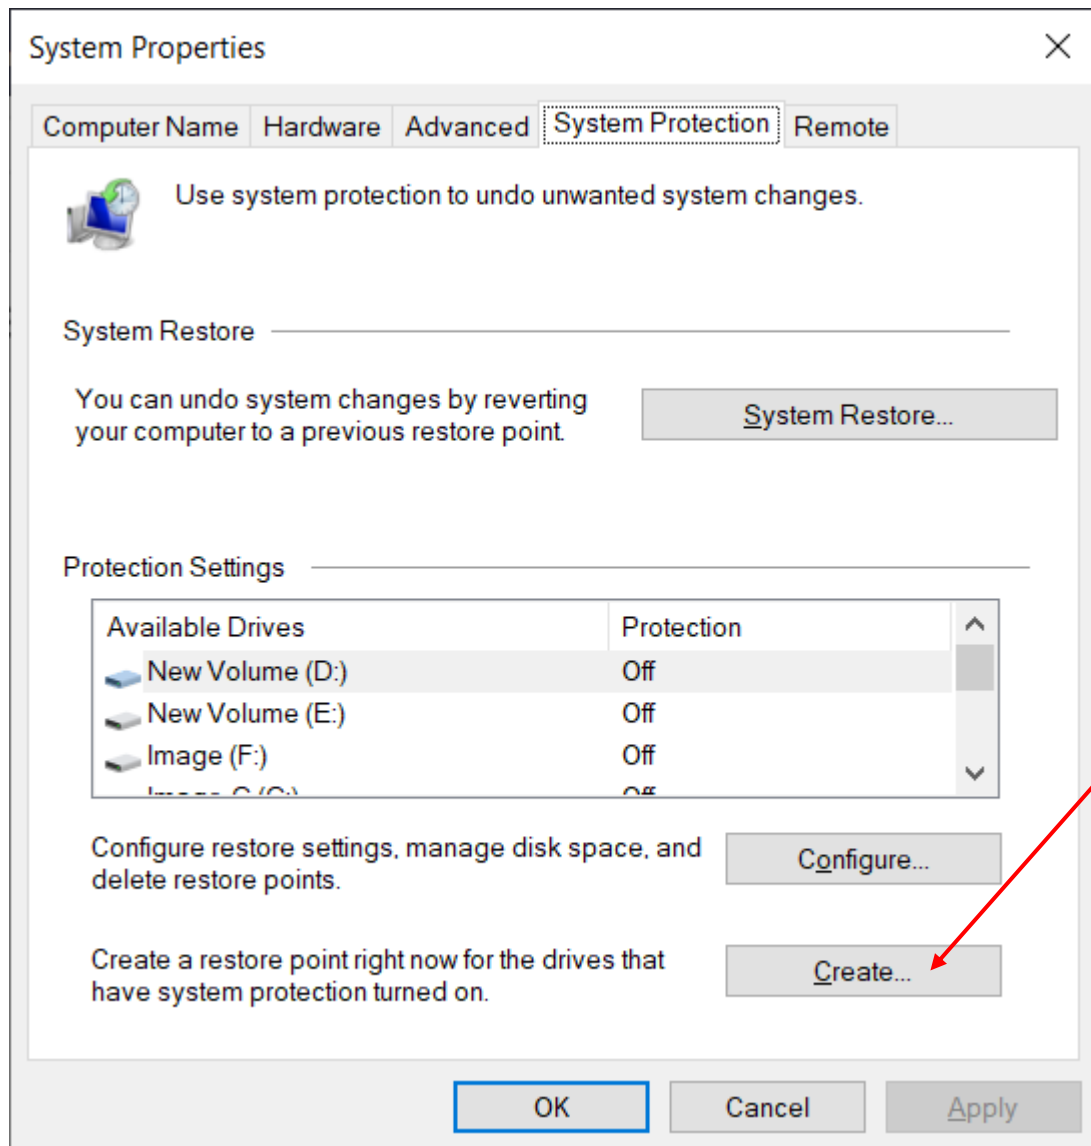 System Properties
Computer Name Hardware Advanced System Protection Remote
Use system protection to undo unwanted system changes.
System Restore
You can undo system changes by reverting
your computer to a previous restore point.
System Restore...
Protection Settings
Available Drives Protection
New Volume (D:) Off
New Volume (E:) Off
Image (F:) Off
Configure restore settings, manage disk space, and
delete restore points.
Configure...
Create a restore point right now for the drives that
have system protection turned on.
Create...
OK Cancel Apply